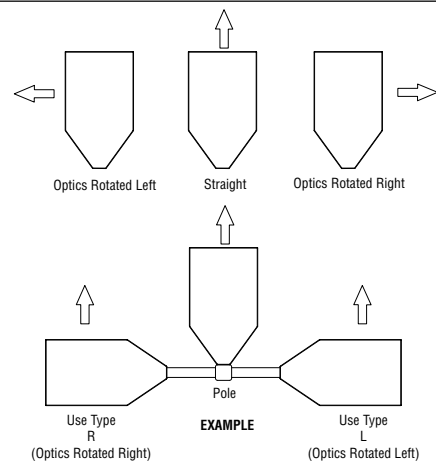 Optics Rotated Left
Straight
Optics Rotated Right
Pole
Use Type
R
(Optics Rotated Right)
EXAMPLE
Use Type
L
(Optics Rotated Left)